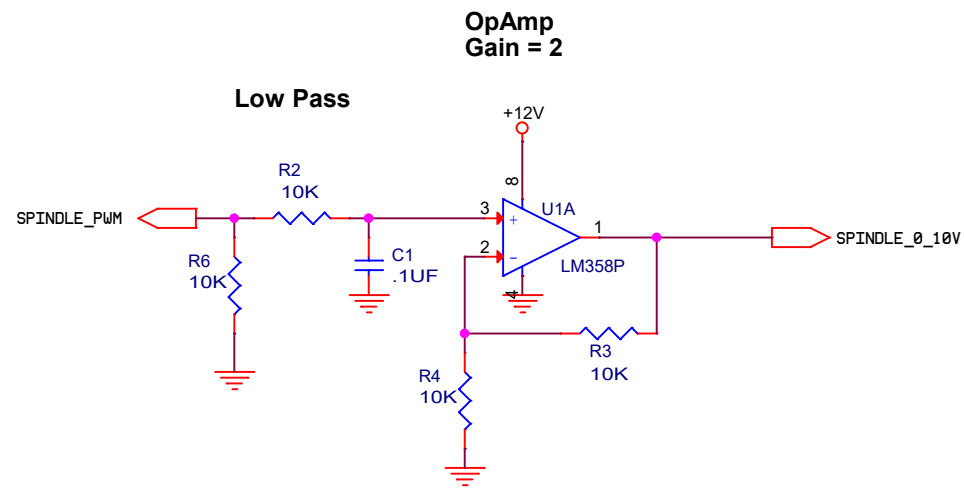 OpAmp
Gain = 2
Low Pass
+12V
R2
10K
8
SPINDLE_PWM
3
+
U1A
1
SPINDLE_0_10V
2
-
LM358P
R6
10K
C1
.1UF
4
R3
10K
R4
10K